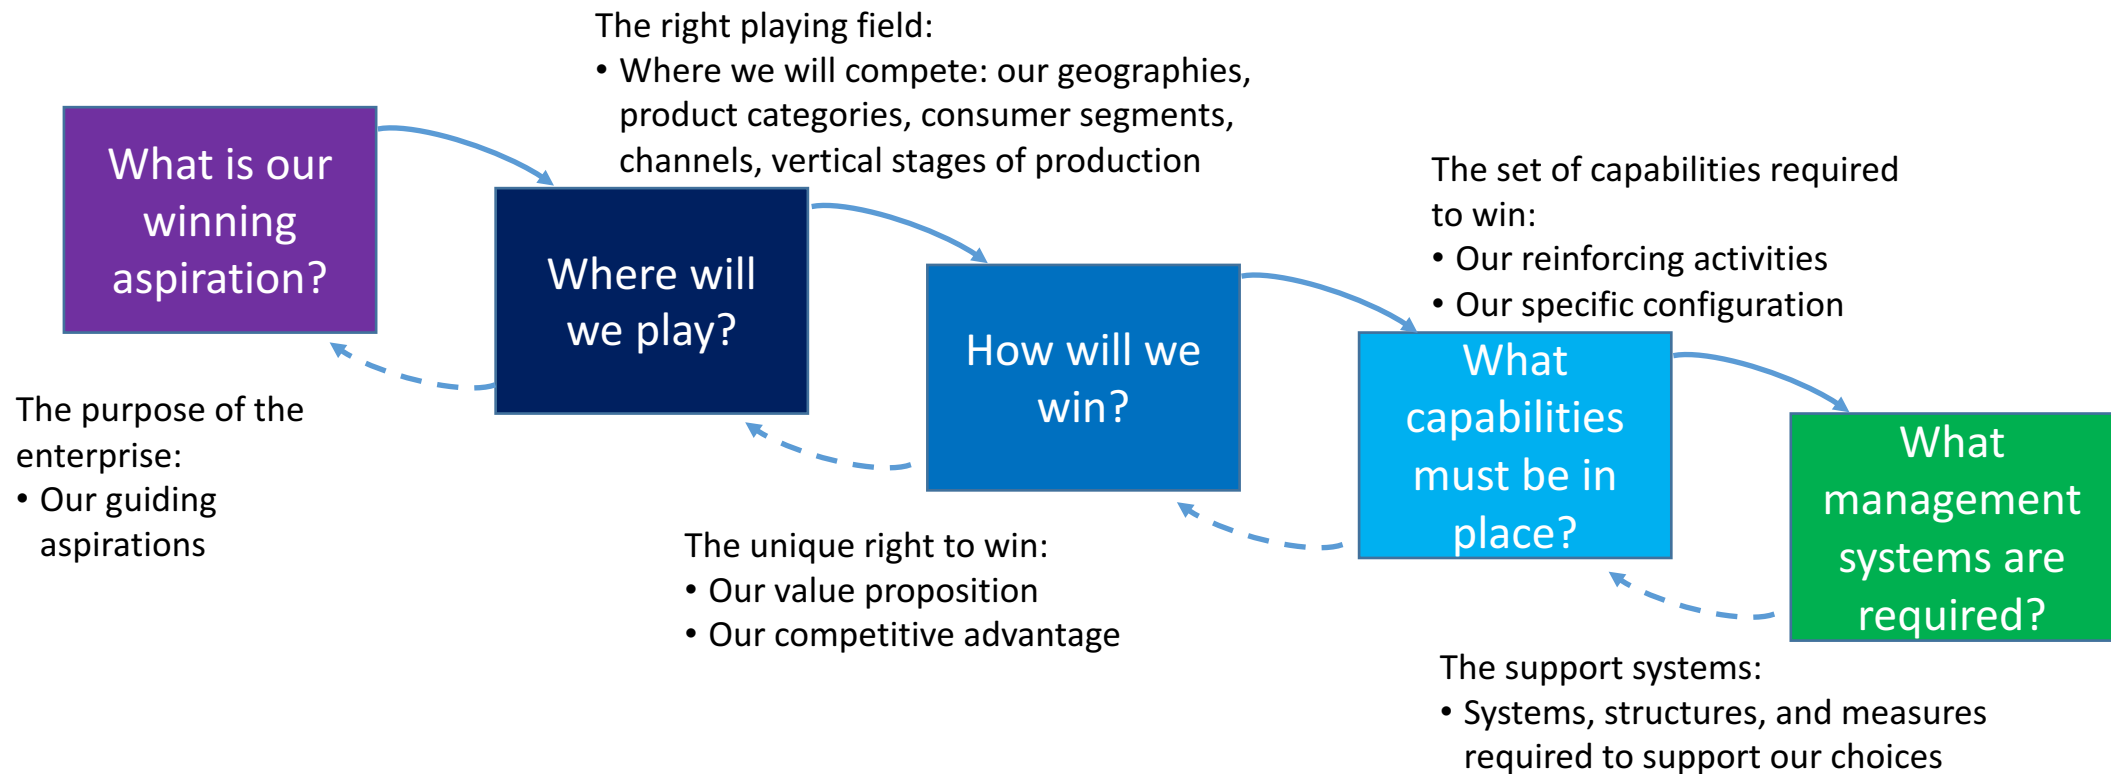 The right playing field:
• Where we will compete: our geographies,
product categories, consumer segments,
channels, vertical stages of production
What is our
winning
aspiration?
The purpose of the
enterprise:
• Our guiding
aspirations
Where will
we play?
How will we
win?
The unique right to win:
• Our value proposition
• Our competitive advantage
The set of capabilities required
to win:
• Our reinforcing activities
• Our specific configuration
What
capabilities
must be in
place?
What
management
systems are
required?
The support systems:
• Systems, structures, and measures
required to support our choices